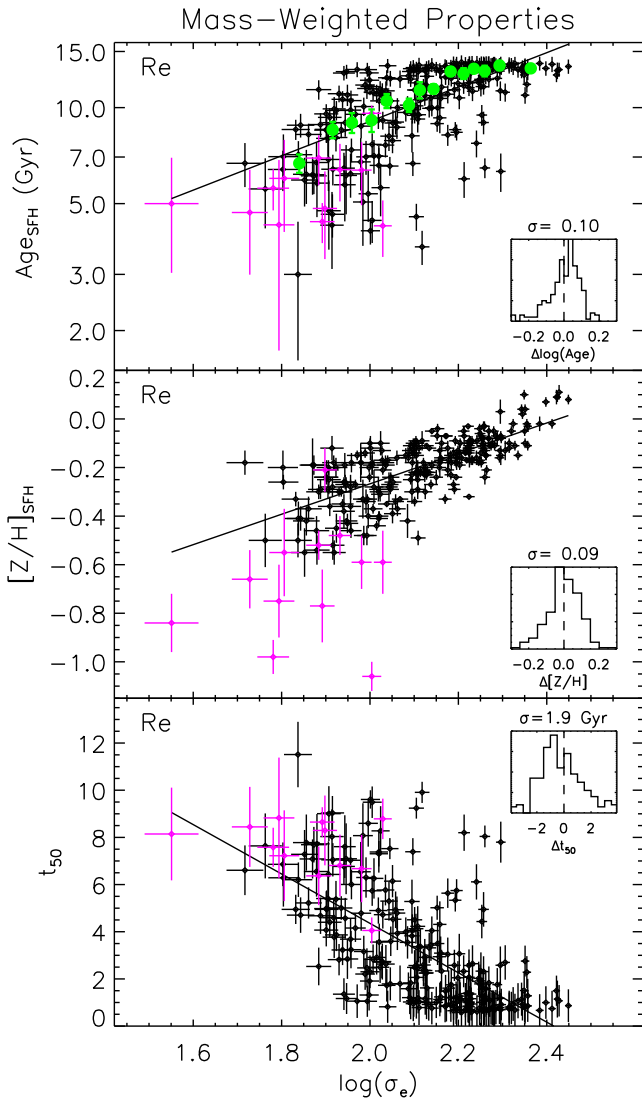 Mass-Weighted Properties
Re
15.0
10.0
7.0
5.0
3.0
2.0
Age_SFH (Gyr)
σ= 0.10
-0.2 0.0 0.2
Δlog(Age)
Re
0.2
0.0
-0.2
-0.4
-0.6
-0.8
-1.0
[Z/H]_SFH
σ= 0.09
-0.2 0.0 0.2
Δ[Z/H]
Re
12
10
8
6
4
2
0
t_50
σ=1.9 Gyr
-2 0 2
Δt_50
1.6 1.8 2.0 2.2 2.4
log(σ_e)